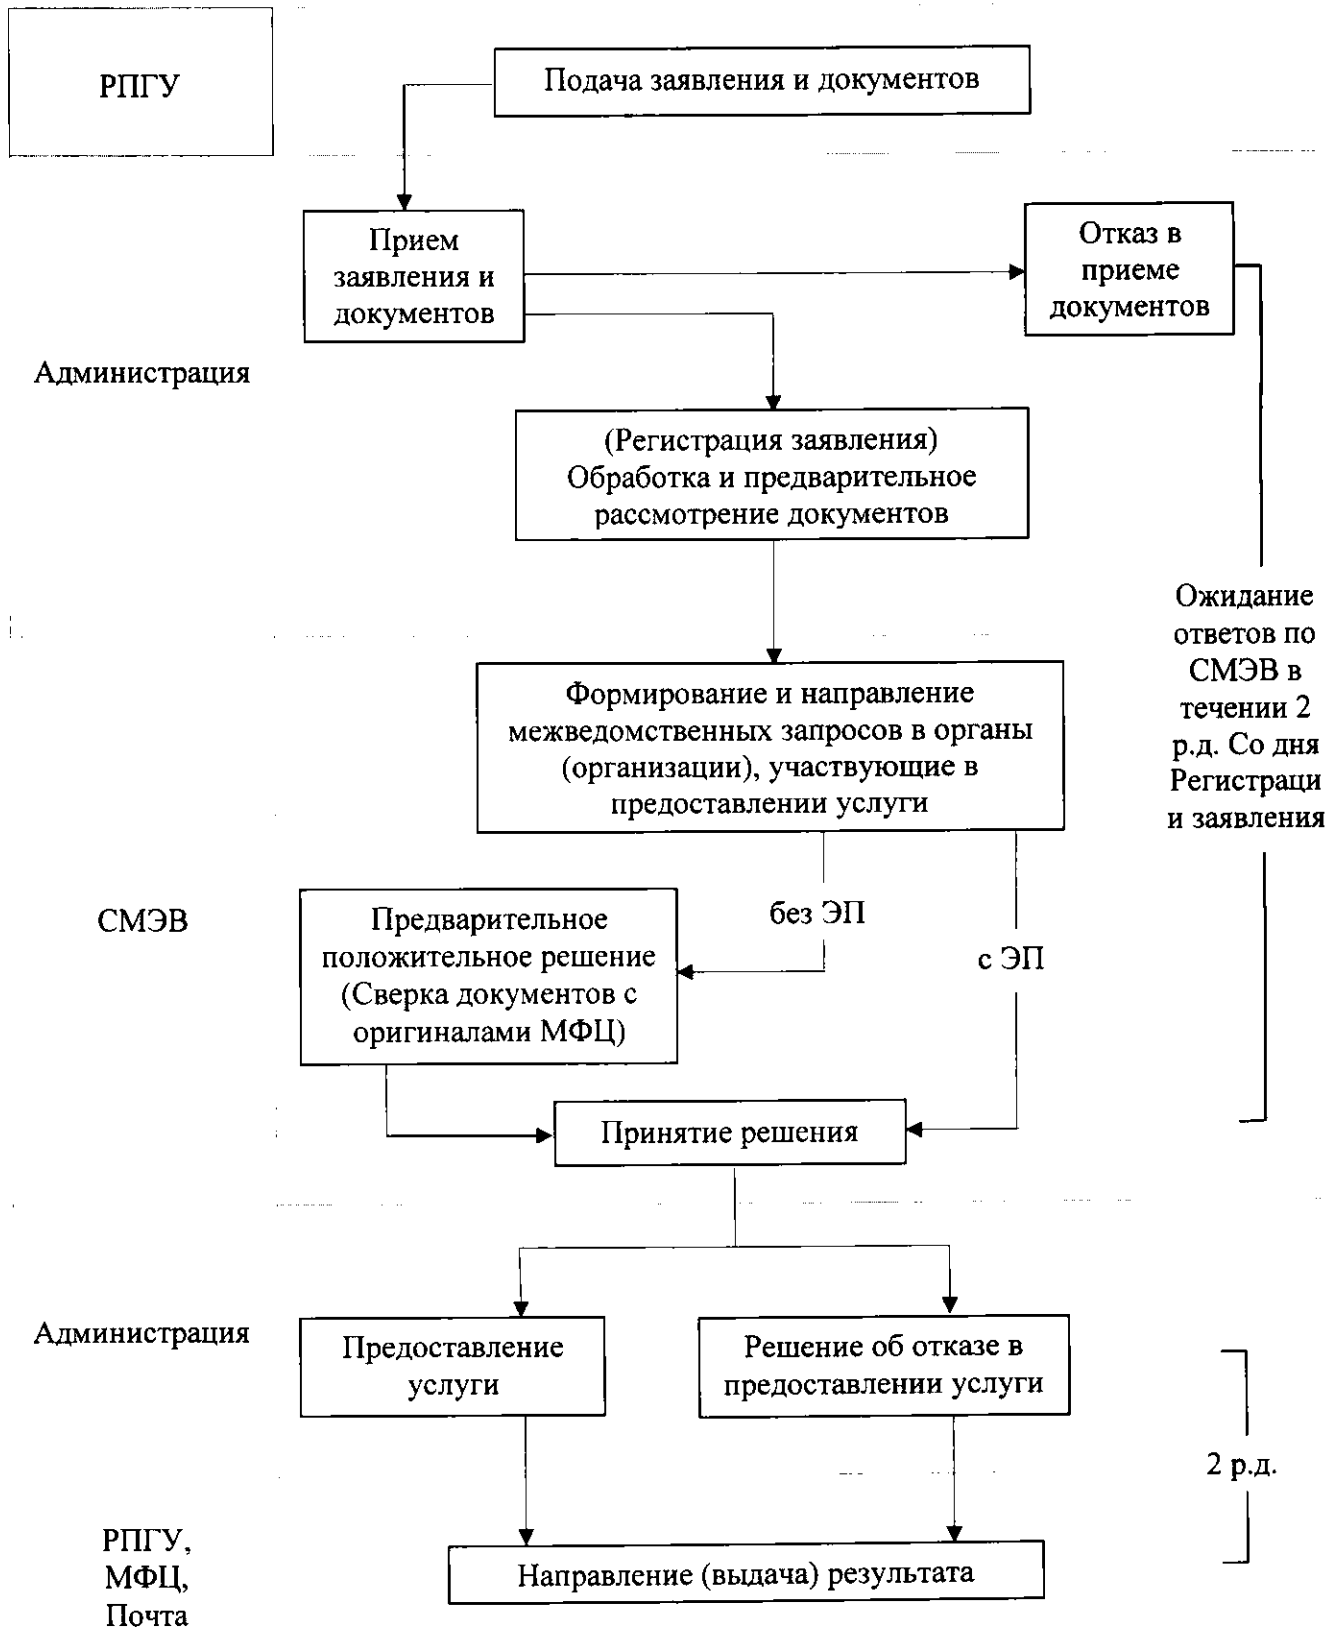 РПГУ
Подача заявления и документов
Прием
заявления и
документов
Отказ в
приеме
документов
Администрация
(Регистрация заявления)
Обработка и предварительное
рассмотрение документов
Ожидание
ответов по
СМЭВ в
течении 2
р.д. Со дня
Регистраци
и заявления
Формирование и направление
межведомственных запросов в органы
(организации), участвующие в
предоставлении услуги
СМЭВ
Предварительное
положительное решение
(Сверка документов с
оригиналами МФЦ)
без ЭП
с ЭП
Принятие решения
Администрация
Предоставление
услуги
Решение об отказе в
предоставлении услуги
2 р.д.
РПГУ,
МФЦ,
Почта
Направление (выдача) результата